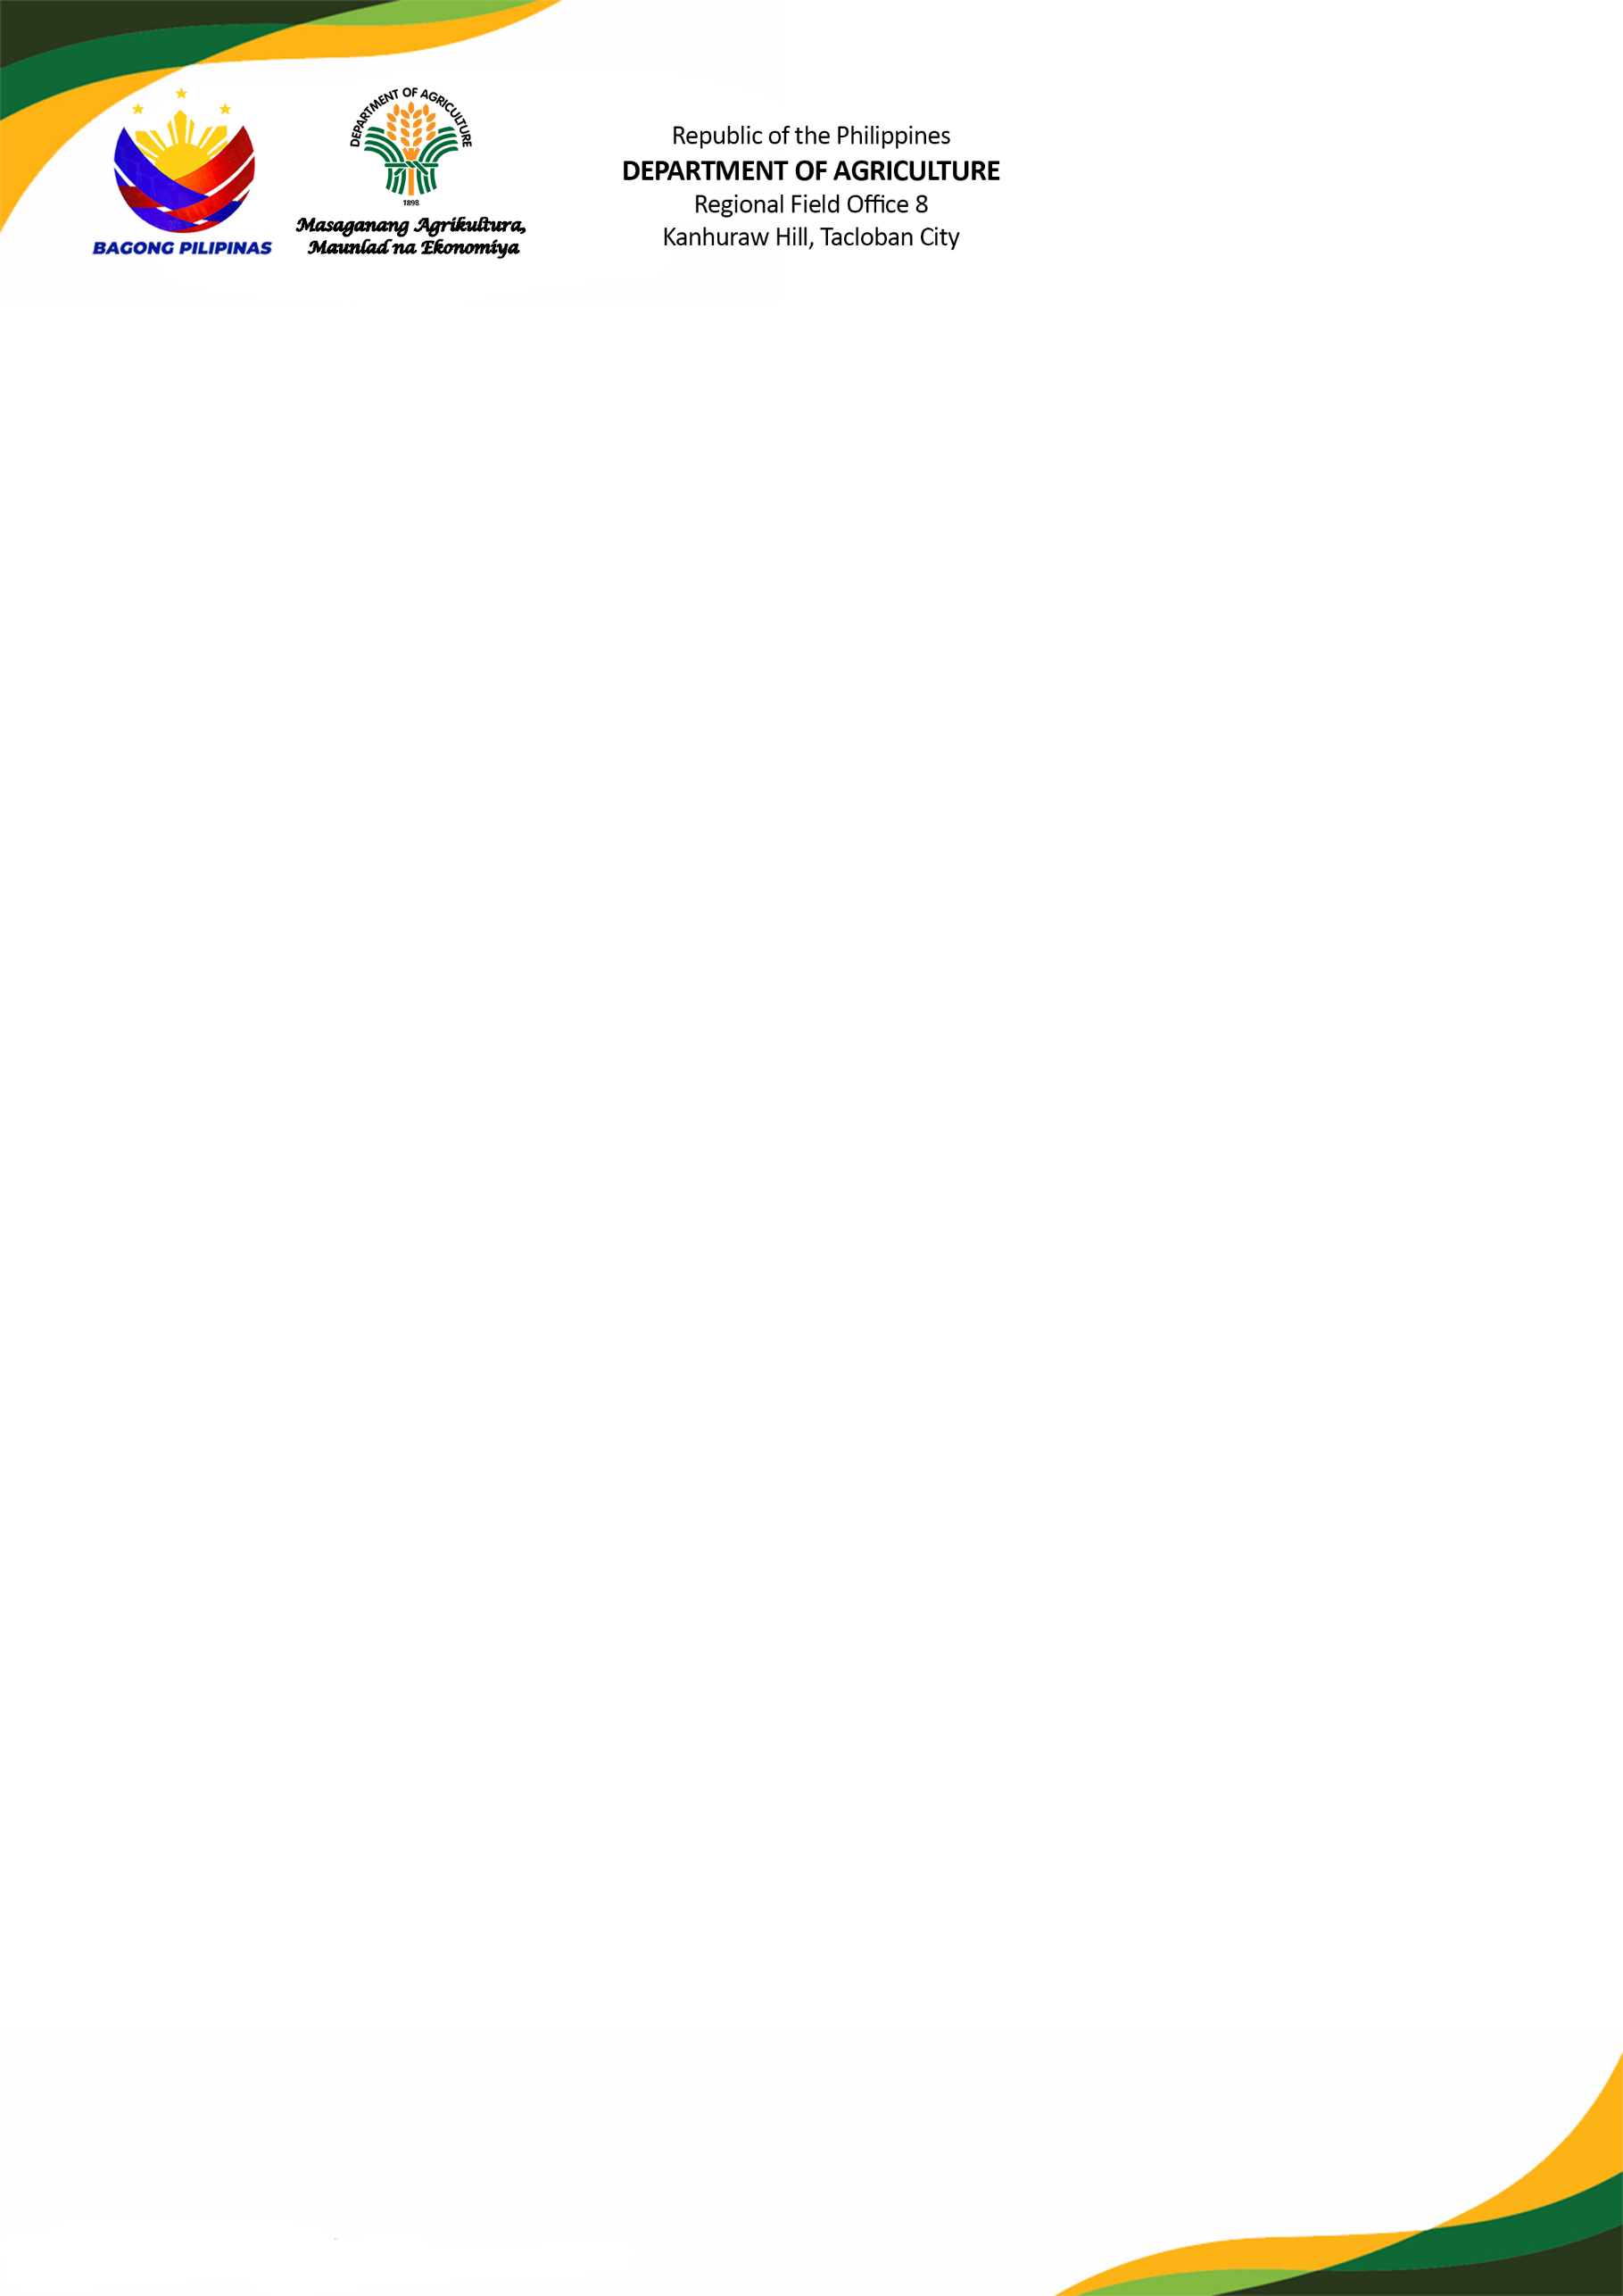 DEPARTMENT OF AGRICULTURE
1898
BAGONG PILIPINAS
Masaganang Agrikultura,
Maunlad na Ekonomiya
Republic of the Philippines
DEPARTMENT OF AGRICULTURE
Regional Field Office 8
Kanhuraw Hill, Tacloban City